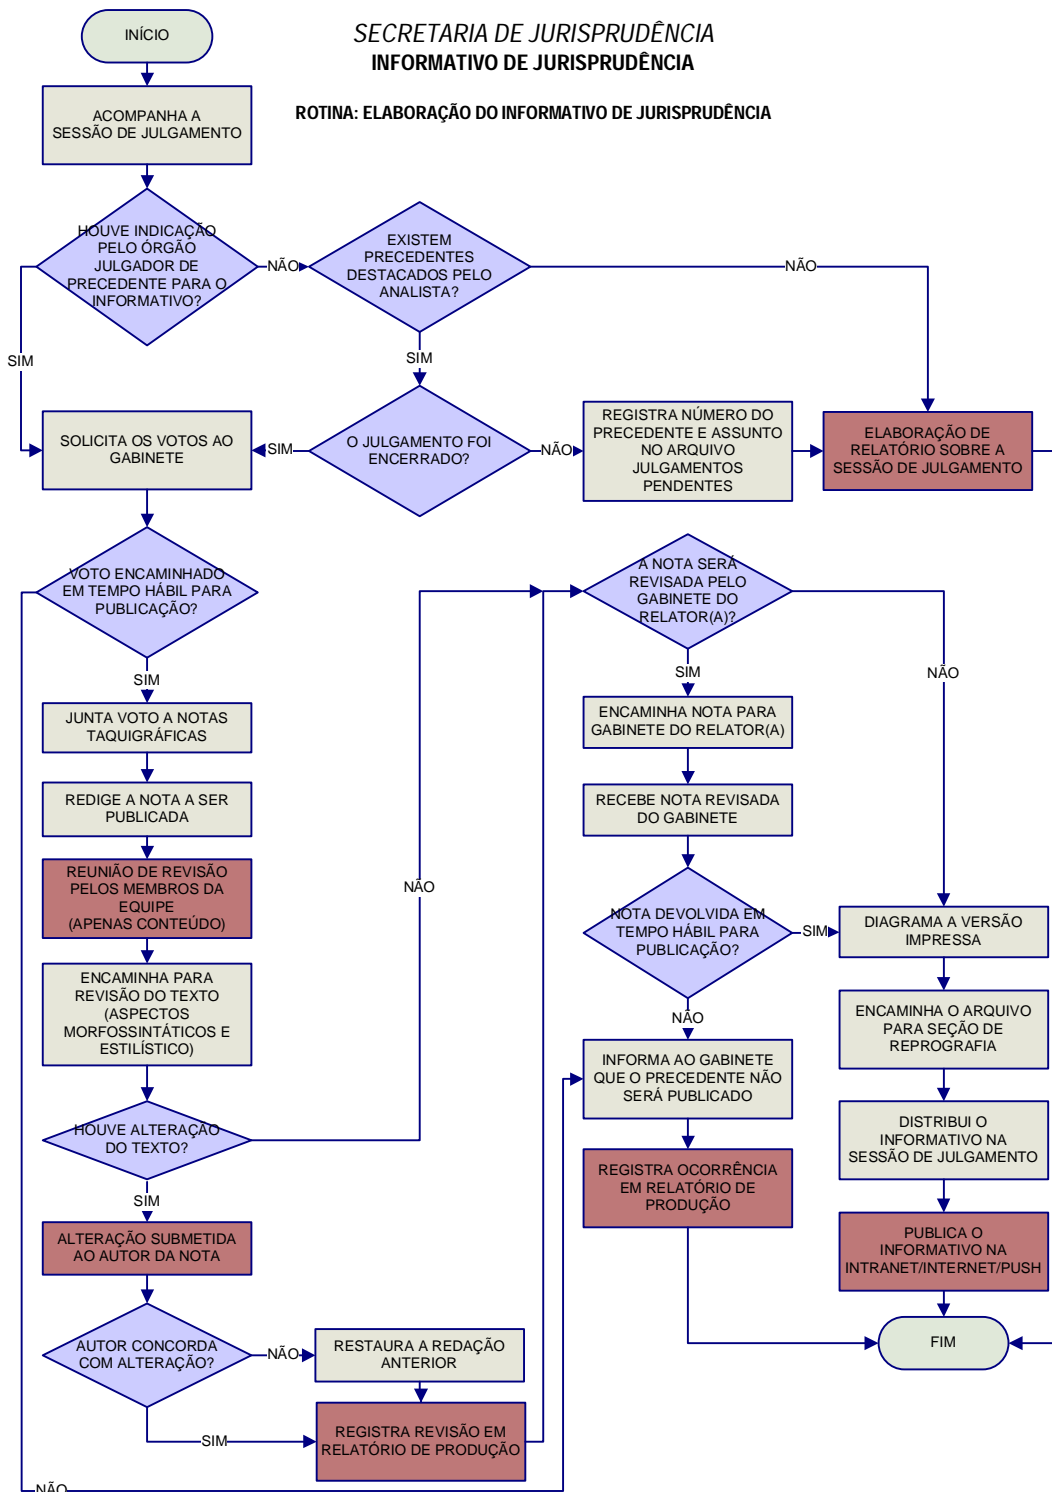 INÍCIO
SECRETARIA DE JURISPRUDÊNCIA
INFORMATIVO DE JURISPRUDÊNCIA
ROTINA: ELABORAÇÃO DO INFORMATIVO DE JURISPRUDÊNCIA
ACOMPANHA A
SESSÃO DE JULGAMENTO
HOUVE INDICAÇÃO
PELO ÓRGÃO
JULGADOR DE
PRECEDENTE PARA O
INFORMATIVO?
NÃO
EXISTEM
PRECEDENTES
DESTACADOS PELO
ANALISTA?
NÃO
SIM
SIM
SOLICITA OS VOTOS AO
GABINETE
SIM
O JULGAMENTO FOI
ENCERRADO?
NÃO
REGISTRA NÚMERO DO
PRECEDENTE E ASSUNTO
NO ARQUIVO
JULGAMENTOS
PENDENTES
ELABORAÇÃO DE
RELATÓRIO SOBRE A
SESSÃO DE JULGAMENTO
VOTO ENCAMINHADO
EM TEMPO HÁBIL PARA
PUBLICAÇÃO?
A NOTA SERÁ
REVISADA PELO
GABINETE DO
RELATOR(A)?
SIM
SIM
NÃO
JUNTA VOTO A NOTAS
TAQUIGRÁFICAS
ENCAMINHA NOTA PARA
GABINETE DO RELATOR(A)
REDIGE A NOTA A SER
PUBLICADA
RECEBE NOTA REVISADA
DO GABINETE
REUNIÃO DE REVISÃO
PELOS MEMBROS DA
EQUIPE
(APENAS CONTEÚDO)
NÃO
NOTA DEVOLVIDA EM
TEMPO HÁBIL PARA
PUBLICAÇÃO?
SIM
DIAGRAMA A VERSÃO
IMPRESSA
ENCAMINHA PARA
REVISÃO DO TEXTO
(ASPECTOS
MORFOSSINTÁTICOS E
ESTILÍSTICO)
NÃO
ENCAMINHA O ARQUIVO
PARA SEÇÃO DE
REPROGRAFIA
INFORMA AO GABINETE
QUE O PRECEDENTE NÃO
SERÁ PUBLICADO
HOUVE ALTERAÇÃO
DO TEXTO?
DISTRIBUI O
INFORMATIVO NA
SESSÃO DE JULGAMENTO
SIM
REGISTRA OCORRÊNCIA
EM RELATÓRIO DE
PRODUÇÃO
ALTERAÇÃO SUBMETIDA
AO AUTOR DA NOTA
PUBLICA O
INFORMATIVO NA
INTRANET/INTERNET/PUSH
AUTOR CONCORDA
COM ALTERAÇÃO?
NÃO
RESTAURA A REDAÇÃO
ANTERIOR
FIM
SIM
REGISTRA REVISÃO EM
RELATÓRIO DE PRODUÇÃO
NÃO